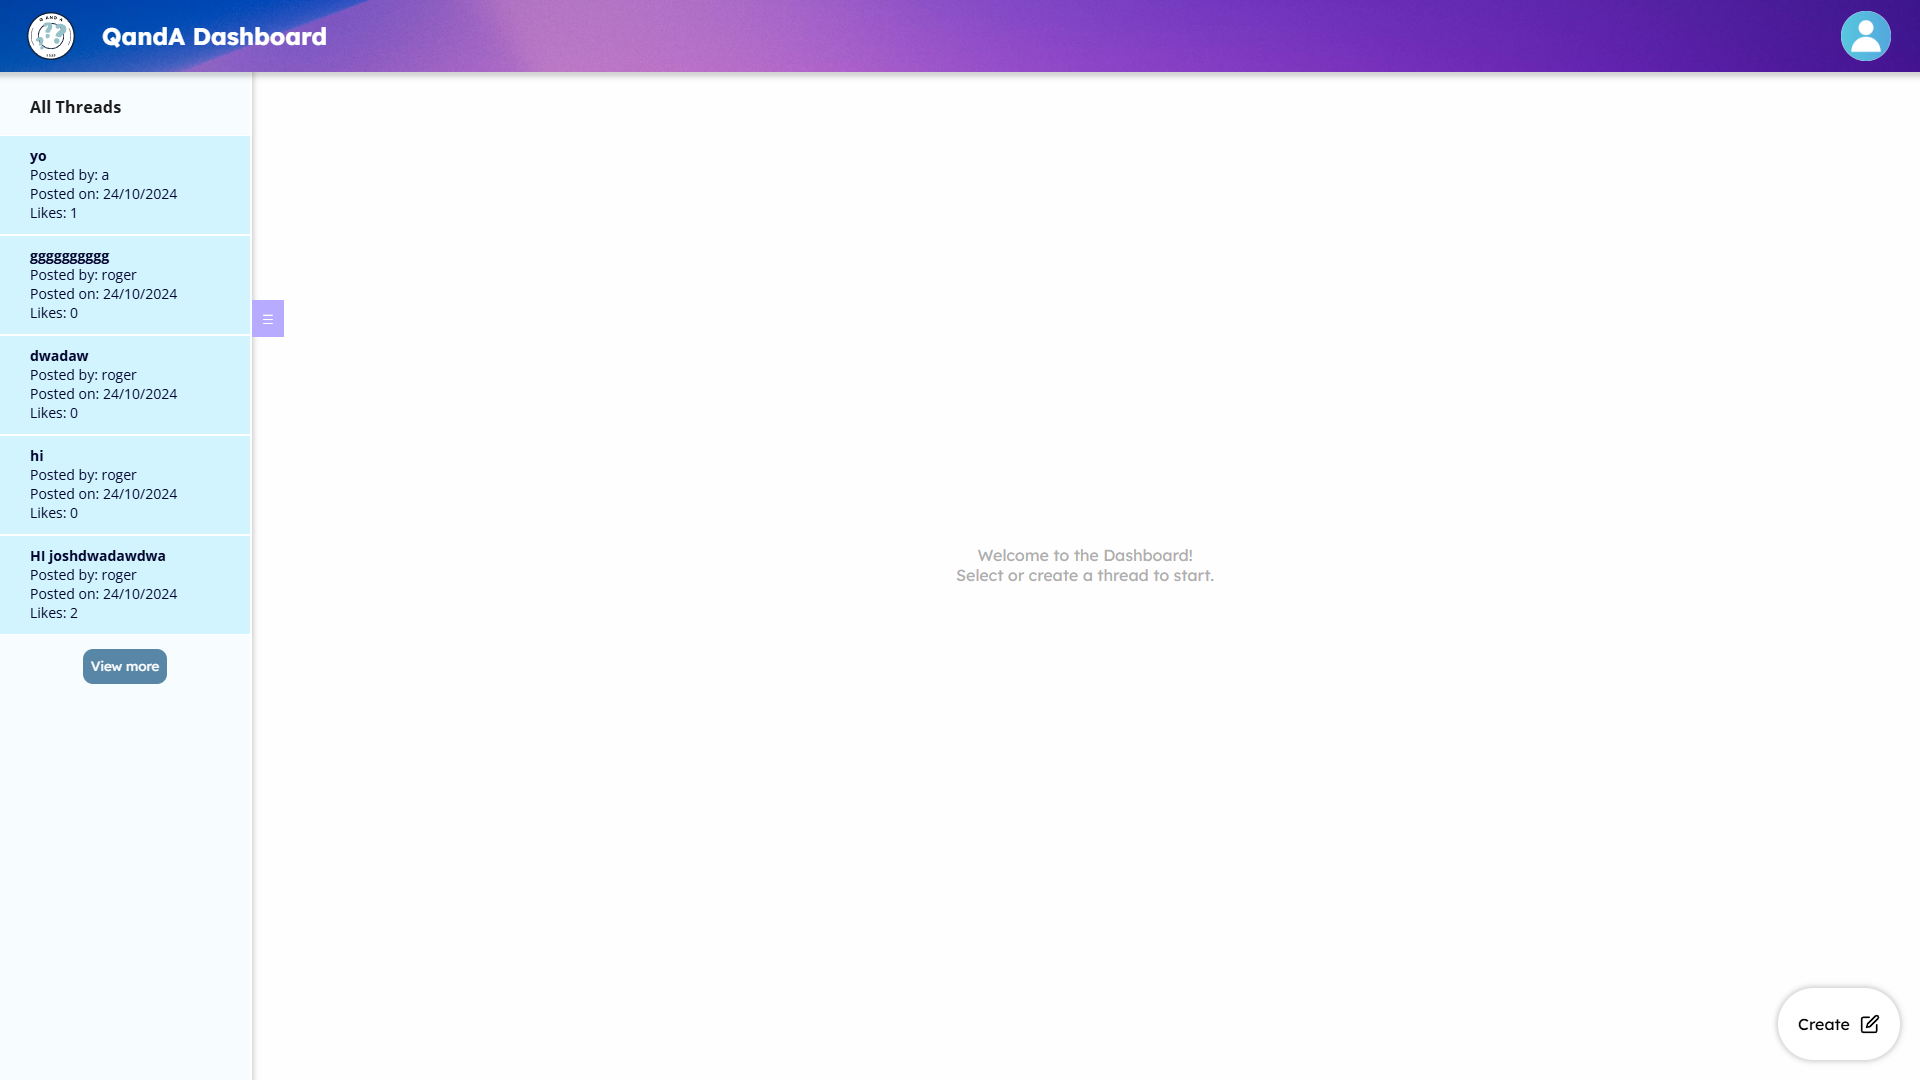 Q AND A
QandA Dashboard
All Threads
yo
Posted by: a
Posted on: 24/10/2024
Likes: 1
gggggggggg
Posted by: roger
Posted on: 24/10/2024
Likes: 0
dwadaw
Posted by: roger
Posted on: 24/10/2024
Likes: 0
hi
Posted by: roger
Posted on: 24/10/2024
Likes: 0
HI joshdwadawdwa
Posted by: roger
Posted on: 24/10/2024
Likes: 2
View more
Welcome to the Dashboard!
Select or create a thread to start.
Create